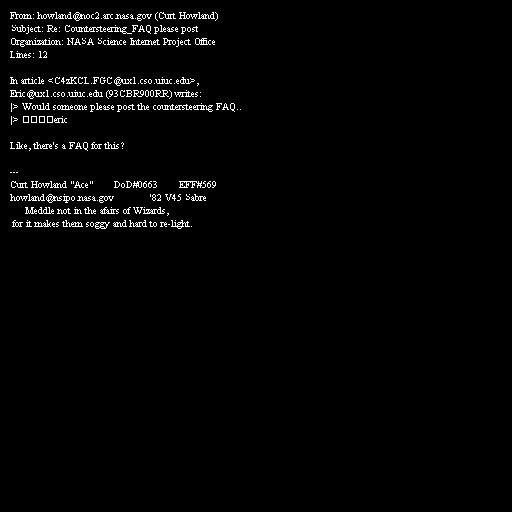 From: howland@noc2.arc.nasa.gov (Curt Howland)
Subject: Re: Countersteering_FAQ please post
Organization: NASA Science Internet Project Office
Lines: 12
In article <C4zKCL.FGC@ux1.cso.uiuc.edu>,
Eric@ux1.cso.uiuc.edu (93CBR900RR) writes:
|> Would someone please post the countersteering FAQ..
|> □□□□eric
Like, there's a FAQ for this?
---
Curt Howland "Ace" DoD#0663 EFF#569
howland@nsipo.nasa.gov '82 V45 Sabre
Meddle not in the afairs of Wizards,
for it makes them soggy and hard to re-light.